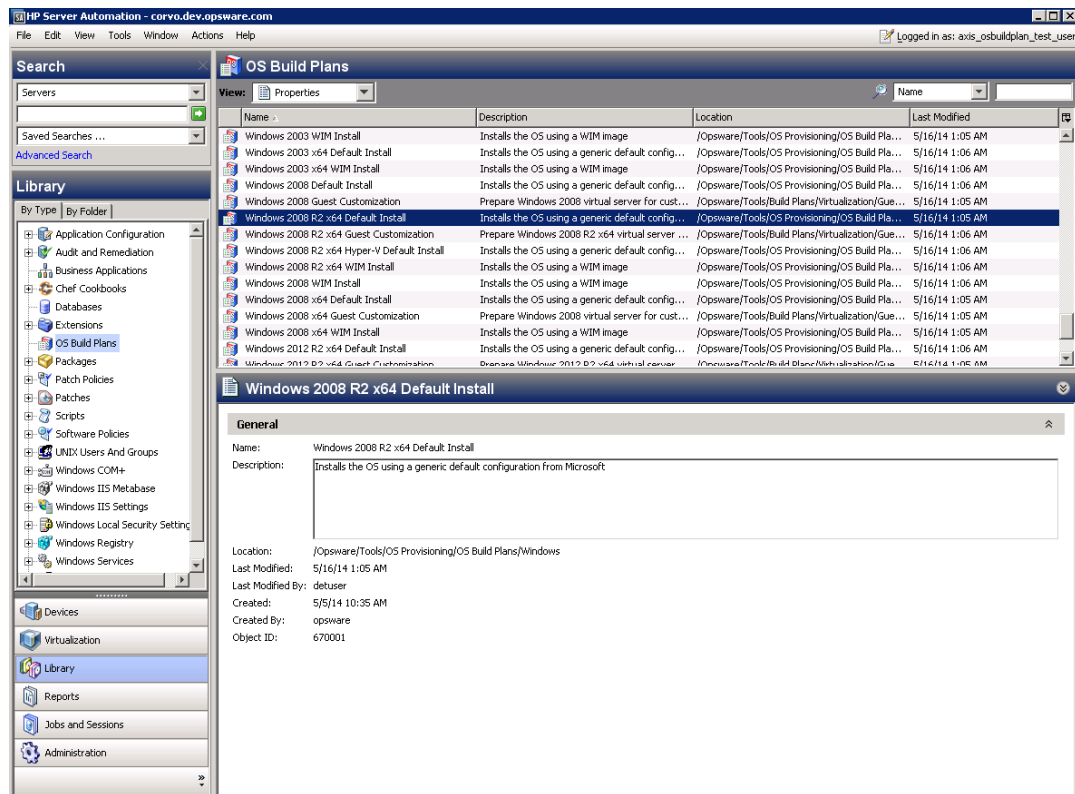 HP Server Automation - corvo.dev.opsware.com
File Edit View Tools Window Actions Help
Logged in as: axis_osbuildplan_test_user
Search
Servers
Saved Searches ...
Advanced Search
Library
By Type By Folder
Application Configuration
Audit and Remediation
Business Applications
Chef Cookbooks
Databases
Extensions
OS Build Plans
Packages
Patch Policies
Patches
Scripts
Software Policies
UNIX Users And Groups
Windows COM+
Windows IIS Metabase
Windows IIS Settings
Windows Local Security Setting
Windows Registry
Windows Services
Devices
Virtualization
Library
Reports
Jobs and Sessions
Administration
OS Build Plans
View: Properties Name
Name Description Location Last Modified
Windows 2003 WIM Install Installs the OS using a WIM image /Opsware/Tools/OS Provisioning/OS Build Pla... 5/16/14 1:05 AM
Windows 2003 x64 Default Install Installs the OS using a generic default config... /Opsware/Tools/OS Provisioning/OS Build Pla... 5/16/14 1:06 AM
Windows 2003 x64 WIM Install Installs the OS using a WIM image /Opsware/Tools/OS Provisioning/OS Build Pla... 5/16/14 1:06 AM
Windows 2008 Default Install Installs the OS using a generic default config... /Opsware/Tools/OS Provisioning/OS Build Pla... 5/16/14 1:06 AM
Windows 2008 Guest Customization Prepare Windows 2008 virtual server for cust... /Opsware/Tools/Build Plans/Virtualization/Gue... 5/16/14 1:05 AM
Windows 2008 R2 x64 Default Install Installs the OS using a generic default config... /Opsware/Tools/OS Provisioning/OS Build Pla... 5/16/14 1:05 AM
Windows 2008 R2 x64 Guest Customization Prepare Windows 2008 R2 x64 virtual server ... /Opsware/Tools/Build Plans/Virtualization/Gue... 5/16/14 1:06 AM
Windows 2008 R2 x64 Hyper-V Default Install Installs the OS using a generic default config... /Opsware/Tools/OS Provisioning/OS Build Pla... 5/16/14 1:06 AM
Windows 2008 R2 x64 WIM Install Installs the OS using a WIM image /Opsware/Tools/OS Provisioning/OS Build Pla... 5/16/14 1:06 AM
Windows 2008 WIM Install Installs the OS using a WIM image /Opsware/Tools/OS Provisioning/OS Build Pla... 5/16/14 1:06 AM
Windows 2008 x64 Default Install Installs the OS using a generic default config... /Opsware/Tools/OS Provisioning/OS Build Pla... 5/16/14 1:05 AM
Windows 2008 x64 Guest Customization Prepare Windows 2008 virtual server for cust... /Opsware/Tools/Build Plans/Virtualization/Gue... 5/16/14 1:05 AM
Windows 2008 x64 WIM Install Installs the OS using a WIM image /Opsware/Tools/OS Provisioning/OS Build Pla... 5/16/14 1:05 AM
Windows 2012 R2 x64 Default Install Installs the OS using a generic default config... /Opsware/Tools/OS Provisioning/OS Build Pla... 5/16/14 1:06 AM
Windows 2012 R2 x64 Guest Customization Prepare Windows 2012 R2 x64 virtual server /Opsware/Tools/Build Plans/Virtualization/Gue 5/16/14 1:05 AM
Windows 2008 R2 x64 Default Install
General
Name: Windows 2008 R2 x64 Default Install
Description: Installs the OS using a generic default configuration from Microsoft
Location: /Opsware/Tools/OS Provisioning/OS Build Plans/Windows
Last Modified: 5/16/14 1:05 AM
Last Modified By: detuser
Created: 5/5/14 10:35 AM
Created By: opsware
Object ID: 670001